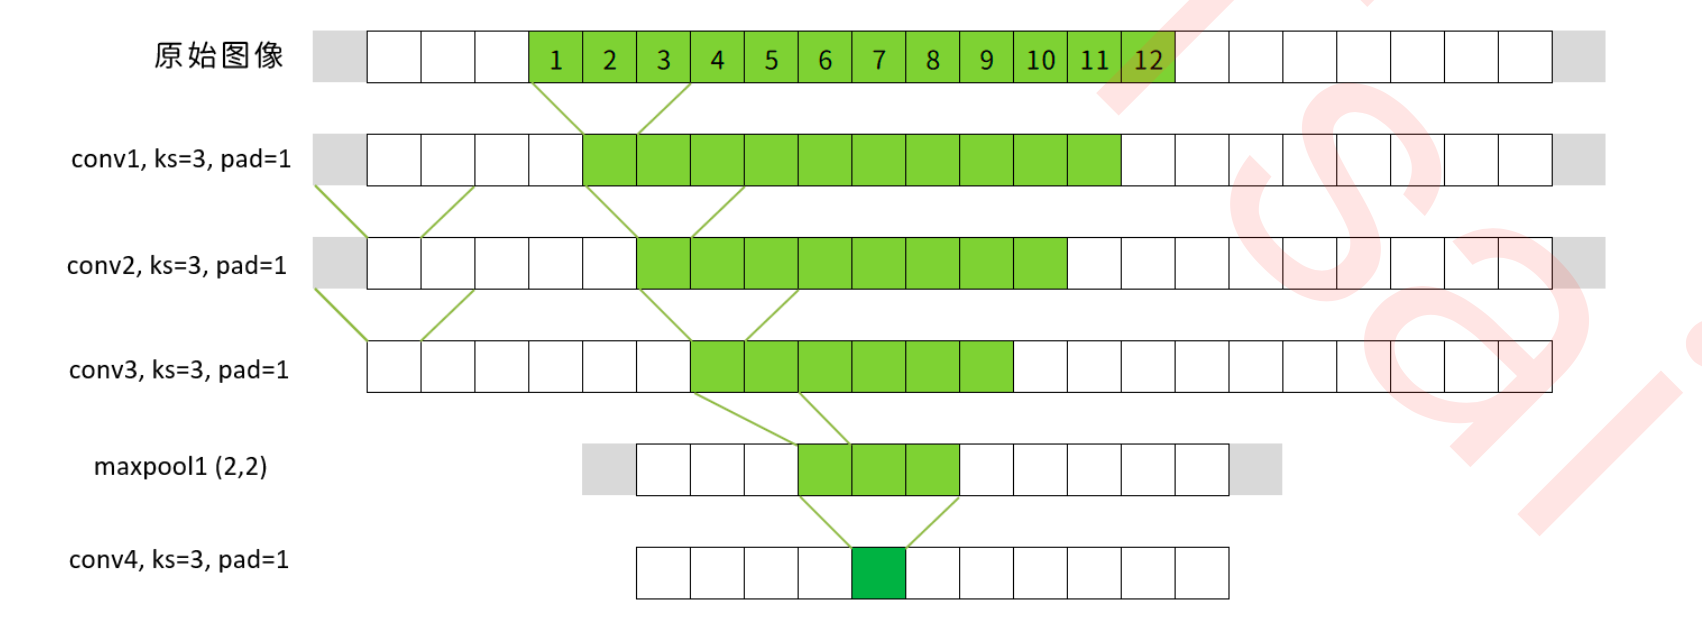 原始图像
1 2 3 4 5 6 7 8 9 10 11 12
conv1, ks=3, pad=1
conv2, ks=3, pad=1
conv3, ks=3, pad=1
maxpool1 (2,2)
conv4, ks=3, pad=1